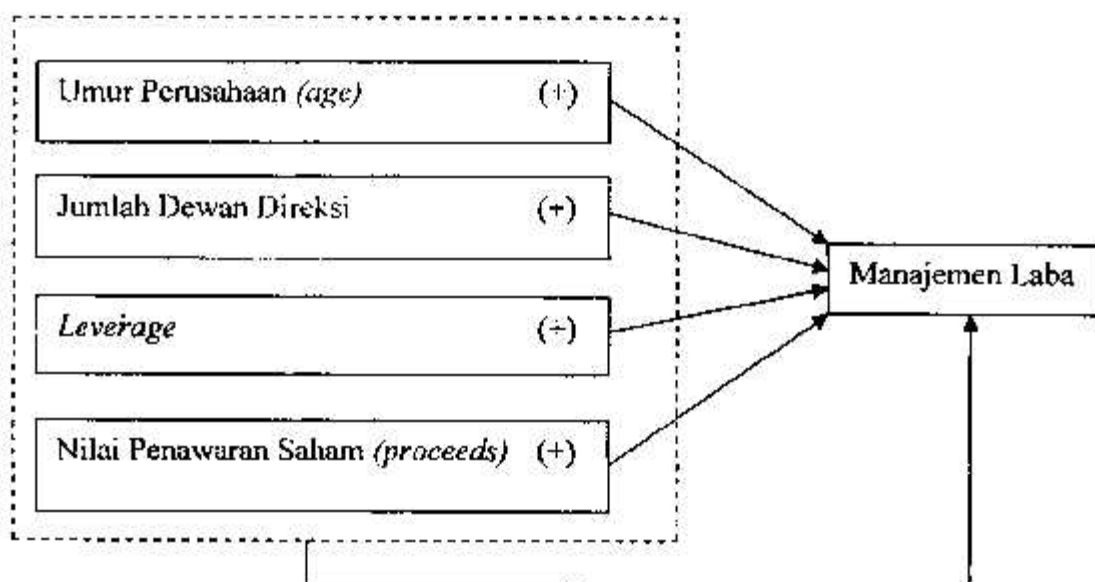 Umur Perusahaan (age) (+)
Jumlah Dewan Direksi (+)
Leverage (+)
Nilai Penawaran Saham (proceeds) (+)
Manajemen Laba